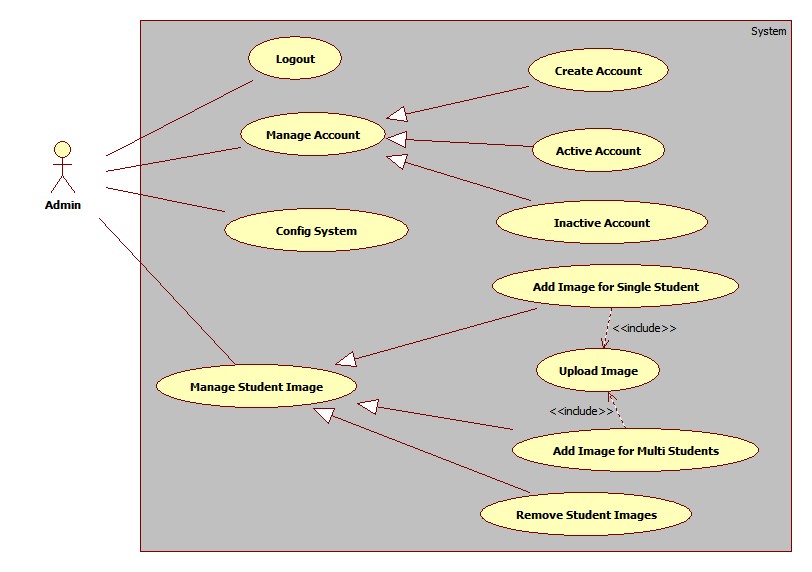 System
Logout
Create Account
Manage Account
Active Account
Admin
Inactive Account
Config System
Add Image for Single Student
<<include>>
Upload Image
Manage Student Image
<<include>>
Add Image for Multi Students
Remove Student Images